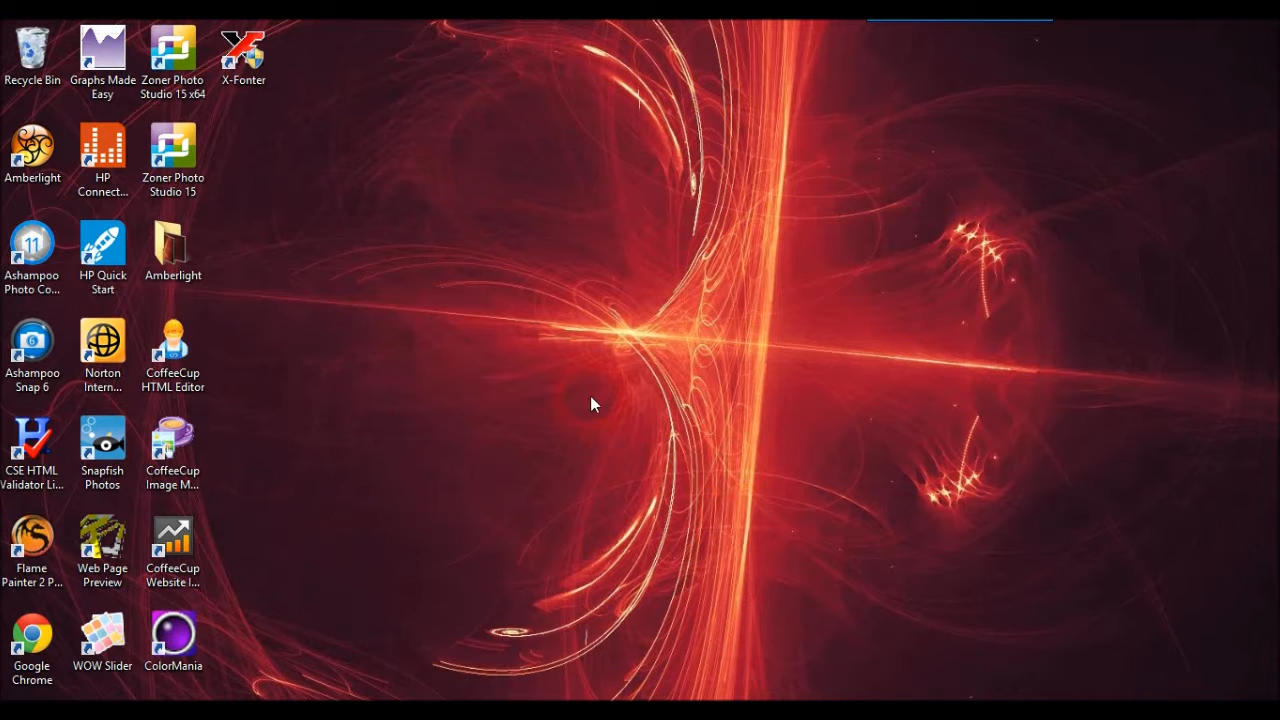 Recycle Bin
Graphs Made
Easy
Zoner Photo
Studio 15 x64
X-Fonter
Amberlight
HP
Connect...
Zoner Photo
Studio 15
Ashampoo
Photo Co...
11
HP Quick
Start
Amberlight
Ashampoo
Snap 6
6
Norton
Intern...
CoffeeCup
HTML Editor
CSE HTML
Validator Li...
Snapfish
Photos
CoffeeCup
Image M...
Flame
Painter 2 P...
Web Page
Preview
CoffeeCup
Website I...
Google
Chrome
WOW Slider
ColorMania